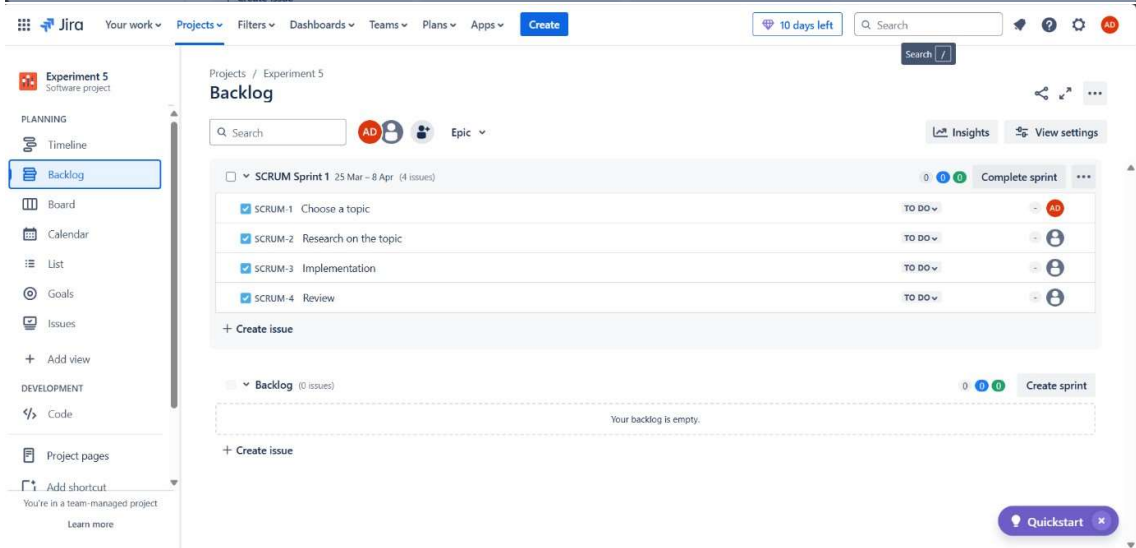 Jira Your work Projects Filters Dashboards Teams Plans Apps Create 10 days left Search AD
Search /
Experiment 5
Software project
PLANNING
Timeline
Backlog
Board
Calendar
List
Goals
Issues
+ Add view
DEVELOPMENT
Code
Project pages
Add shortcut
You're in a team-managed project
Learn more
Projects / Experiment 5
Backlog
Search AD Epic Insights View settings
SCRUM Sprint 1 25 Mar – 8 Apr (4 issues) 0 0 0 Complete sprint
SCRUM-1 Choose a topic TO DO - AD
SCRUM-2 Research on the topic TO DO -
SCRUM-3 Implementation TO DO -
SCRUM-4 Review TO DO -
+ Create issue
Backlog (0 issues) 0 0 0 Create sprint
Your backlog is empty.
+ Create issue
Quickstart ×